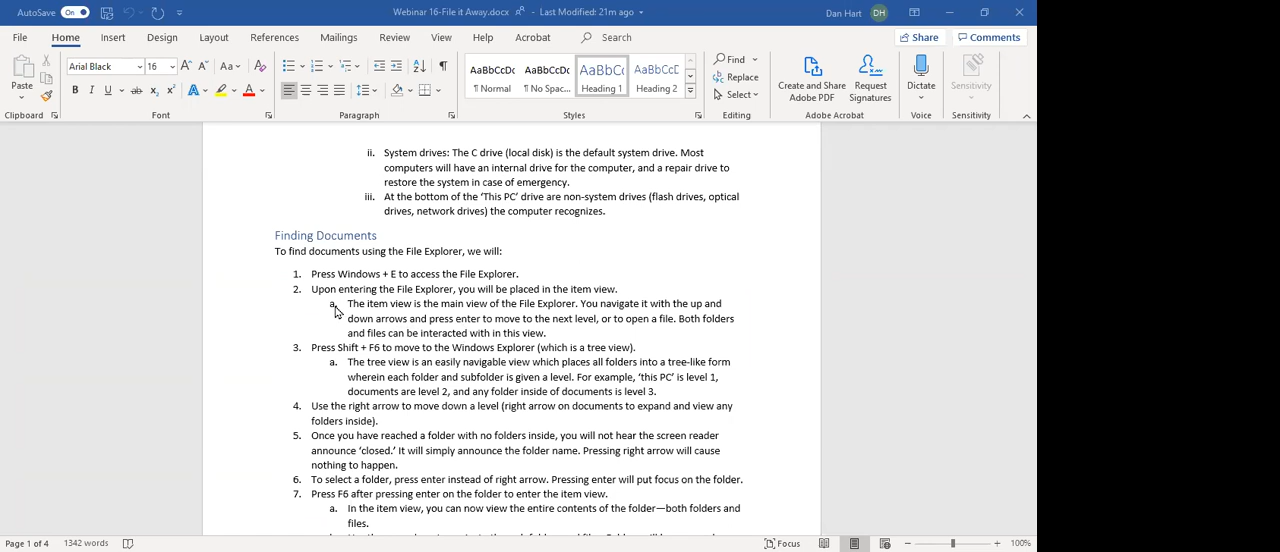 AutoSave On Webinar 16-File it Away.docx - Last Modified: 21m ago Dan Hart DH
File Home Insert Design Layout References Mailings Review View Help Acrobat Search Share Comments
Arial Black 16 A A Aa A
AaBbCcDc AaBbCcDc AaBbCc AaBbCcD
Find
Paste
Replace
Create and Share Request Dictate Sensitivity
B I U ab x₂ x² A A
¶ Normal ¶ No Spac... Heading 1 Heading 2
Select
Adobe PDF Signatures
Clipboard Font Paragraph Styles Editing Adobe Acrobat Voice Sensitivity
ii. System drives: The C drive (local disk) is the default system drive. Most
computers will have an internal drive for the computer, and a repair drive to
restore the system in case of emergency.
iii. At the bottom of the ‘This PC’ drive are non-system drives (flash drives, optical
drives, network drives) the computer recognizes.
Finding Documents
To find documents using the File Explorer, we will:
1. Press Windows + E to access the File Explorer.
2. Upon entering the File Explorer, you will be placed in the item view.
a. The item view is the main view of the File Explorer. You navigate it with the up and
down arrows and press enter to move to the next level, or to open a file. Both folders
and files can be interacted with in this view.
3. Press Shift + F6 to move to the Windows Explorer (which is a tree view).
a. The tree view is an easily navigable view which places all folders into a tree-like form
wherein each folder and subfolder is given a level. For example, ‘this PC’ is level 1,
documents are level 2, and any folder inside of documents is level 3.
4. Use the right arrow to move down a level (right arrow on documents to expand and view any
folders inside).
5. Once you have reached a folder with no folders inside, you will not hear the screen reader
announce ‘closed.’ It will simply announce the folder name. Pressing right arrow will cause
nothing to happen.
6. To select a folder, press enter instead of right arrow. Pressing enter will put focus on the folder.
7. Press F6 after pressing enter on the folder to enter the item view.
a. In the item view, you can now view the entire contents of the folder—both folders and
files.
Page 1 of 4 1342 words Focus 100%